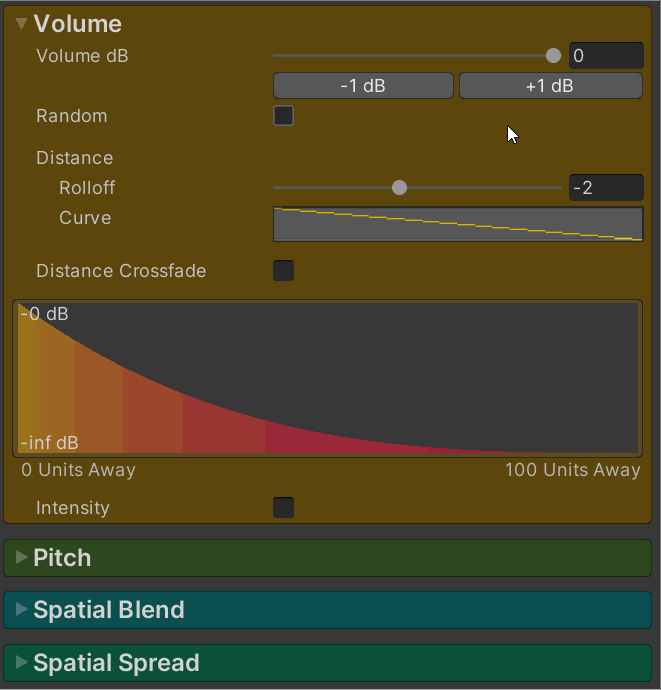 Volume
Volume dB 0
-1 dB +1 dB
Random
Distance
Rolloff -2
Curve
Distance Crossfade
-0 dB
-inf dB
0 Units Away 100 Units Away
Intensity
Pitch
Spatial Blend
Spatial Spread